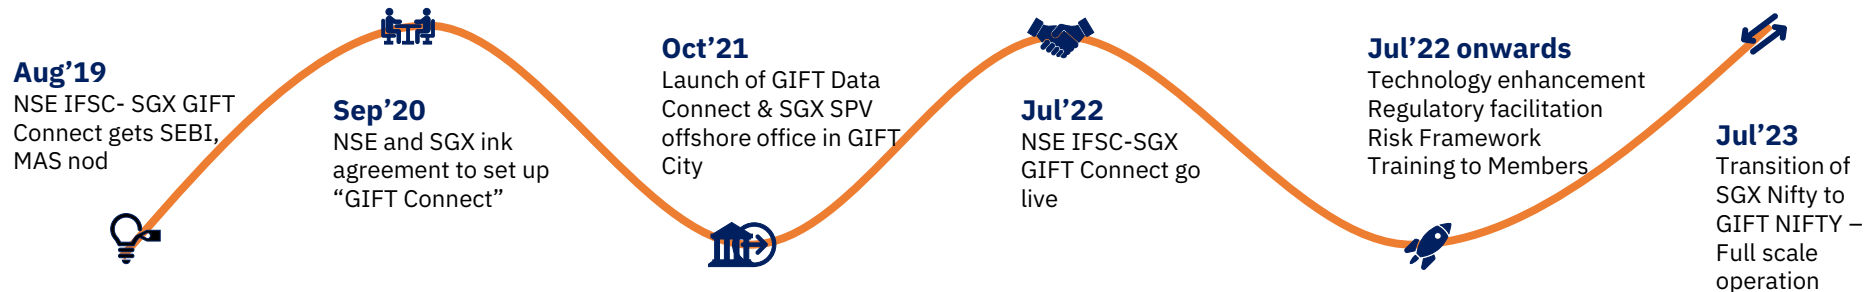 Aug’19
NSE IFSC- SGX GIFT
Connect gets SEBI,
MAS nod
Sep’20
NSE and SGX ink
agreement to set up
“GIFT Connect”
Oct’21
Launch of GIFT Data
Connect & SGX SPV
offshore office in GIFT
City
Jul’22
NSE IFSC-SGX
GIFT Connect go
live
Jul’22 onwards
Technology enhancement
Regulatory facilitation
Risk Framework
Training to Members
Jul’23
Transition of
SGX Nifty to
GIFT NIFTY –
Full scale
operation